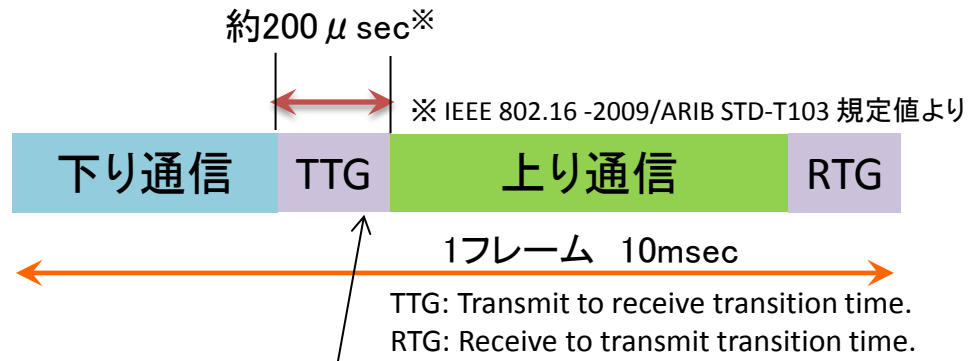 約200μsec※
※ IEEE 802.16 -2009/ARIB STD-T103 規定値より
下り通信 TTG 上り通信 RTG
1フレーム 10msec
TTG: Transmit to receive transition time.
RTG: Receive to transmit transition time.